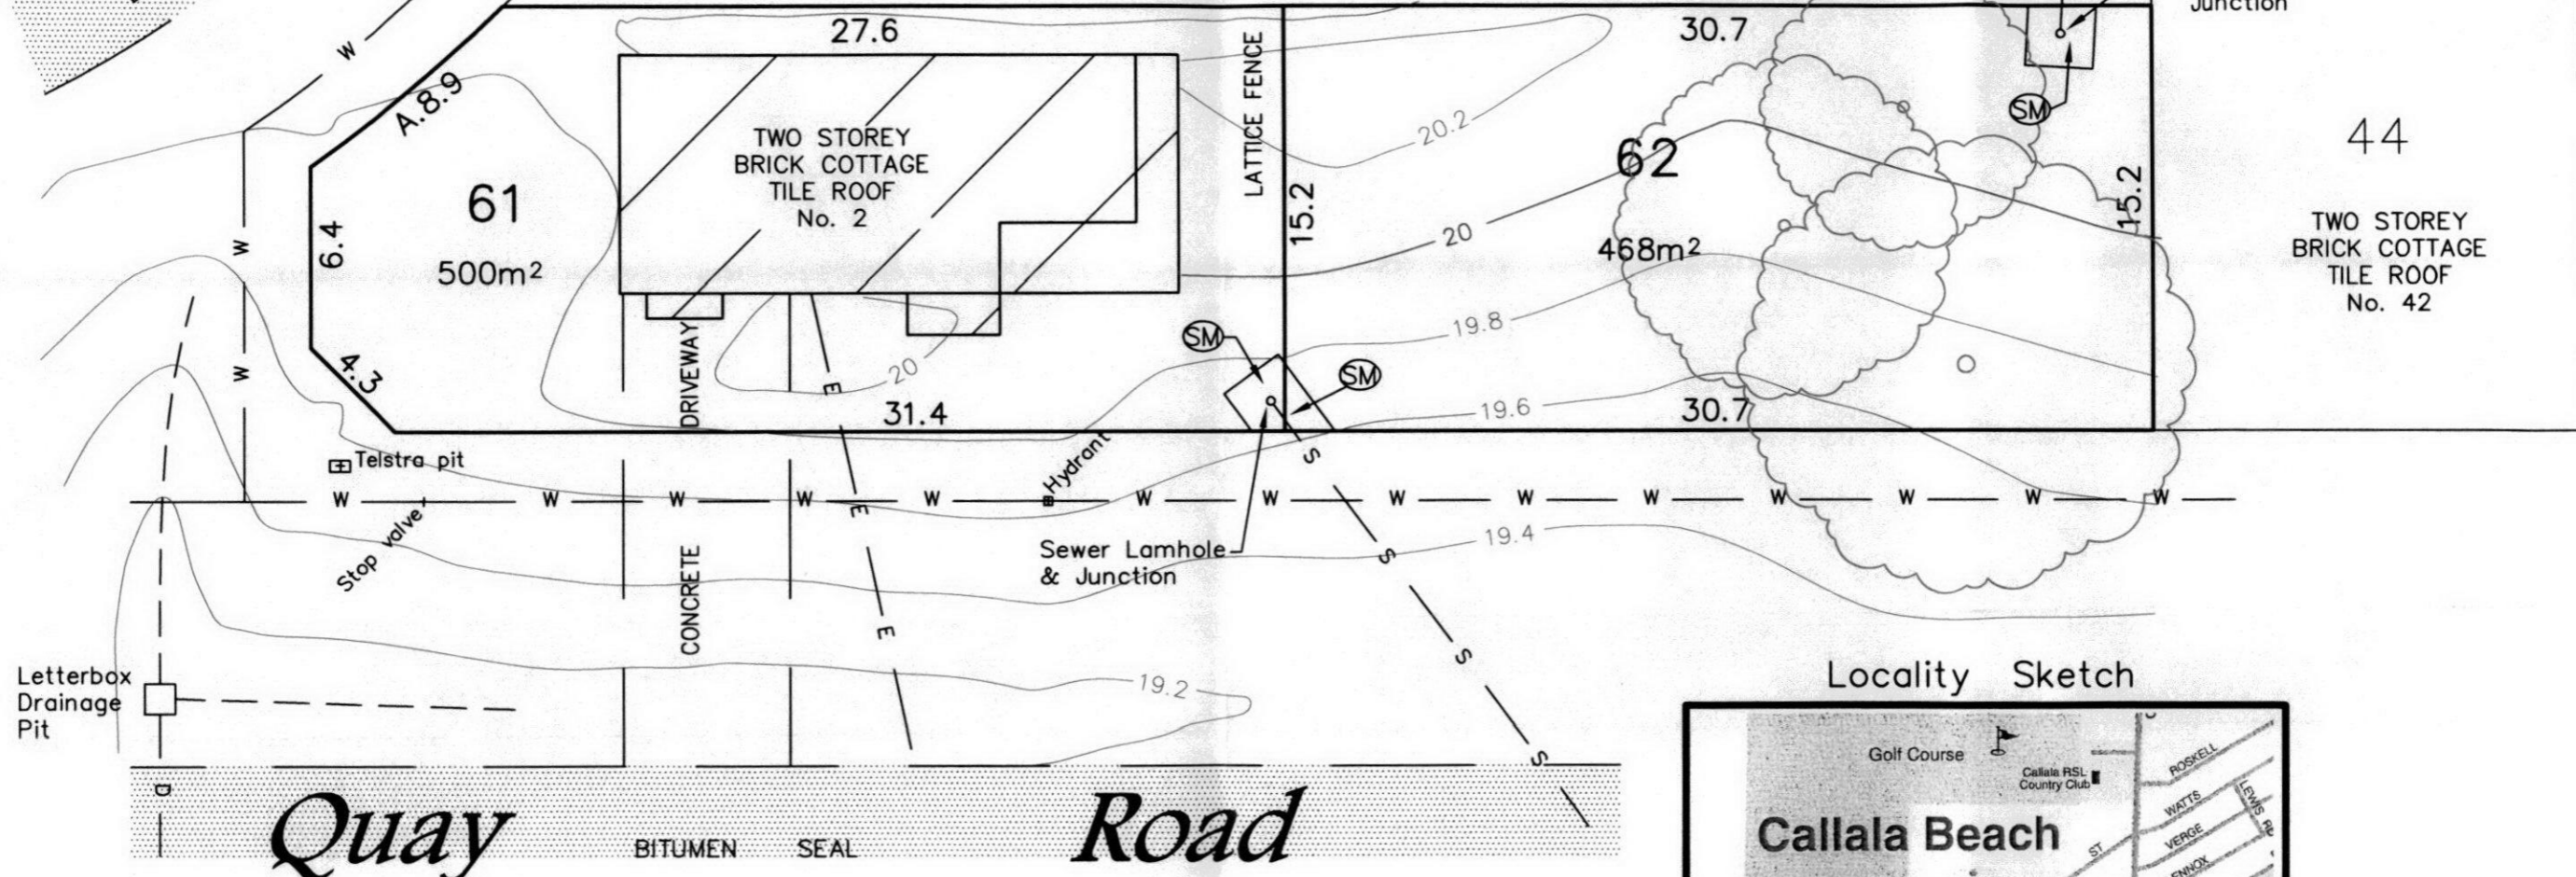 Junction
27.6
30.7
W
A.8.9
LATTICE FENCE
20.2
SM
44
TWO STOREY
BRICK COTTAGE
TILE ROOF
No. 2
62
15.2
15.2
61
6.4
W
20
468m²
500m²
TWO STOREY
BRICK COTTAGE
TILE ROOF
No. 42
SM
19.8
W
4.3
DRIVEWAY
E
20
SM
31.4
19.6
30.7
Telstra pit
Hydrant
S
W W W W E W W W W W W W W W W
Stop valve
19.4
Sewer Lamhole
& Junction
S
CONCRETE
E
S
Letterbox
Drainage
Pit
19.2
Locality Sketch
S
D
Quay Road
BITUMEN SEAL
Golf Course
Callala RSL
Country Club
ROSKELL
WATTS
LEWIS
VERGE
Callala Beach
ST